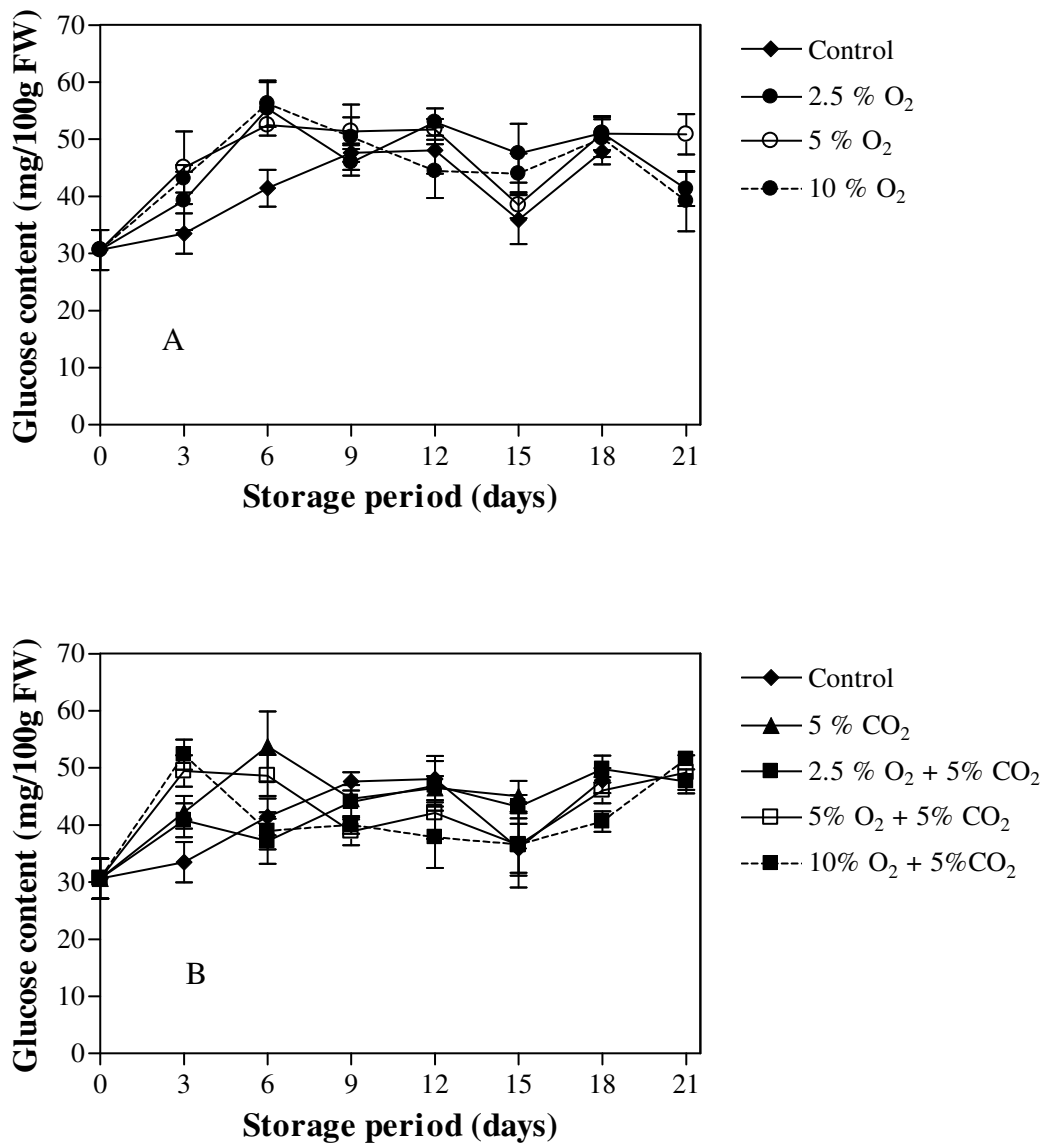 Glucose content (mg/100g FW)
70
60
50
40
30
20
10
0
A
0 3 6 9 12 15 18 21
Storage period (days)
Control
2.5 % O₂
5 % O₂
10 % O₂
Glucose content (mg/100g FW)
70
60
50
40
30
20
10
0
B
0 3 6 9 12 15 18 21
Storage period (days)
Control
5 % CO₂
2.5 % O₂ + 5% CO₂
5% O₂ + 5% CO₂
10% O₂ + 5%CO₂